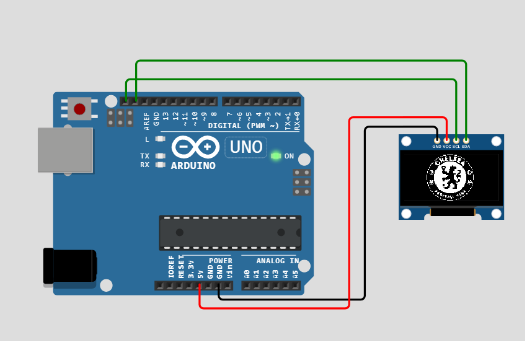 AREF
GND
13
12
~11
~10
~9
8
7
~6
~5
4
~3
2
TX→1
RX←0
DIGITAL (PWM ~)
L
TX
RX
UNO
ARDUINO
ON
GND VCC SCL SDA
CHELSEA
POWER
ANALOG IN
IOREF
RESET
3.3V
5V
GND
GND
Vin
A0
A1
A2
A3
A4
A5